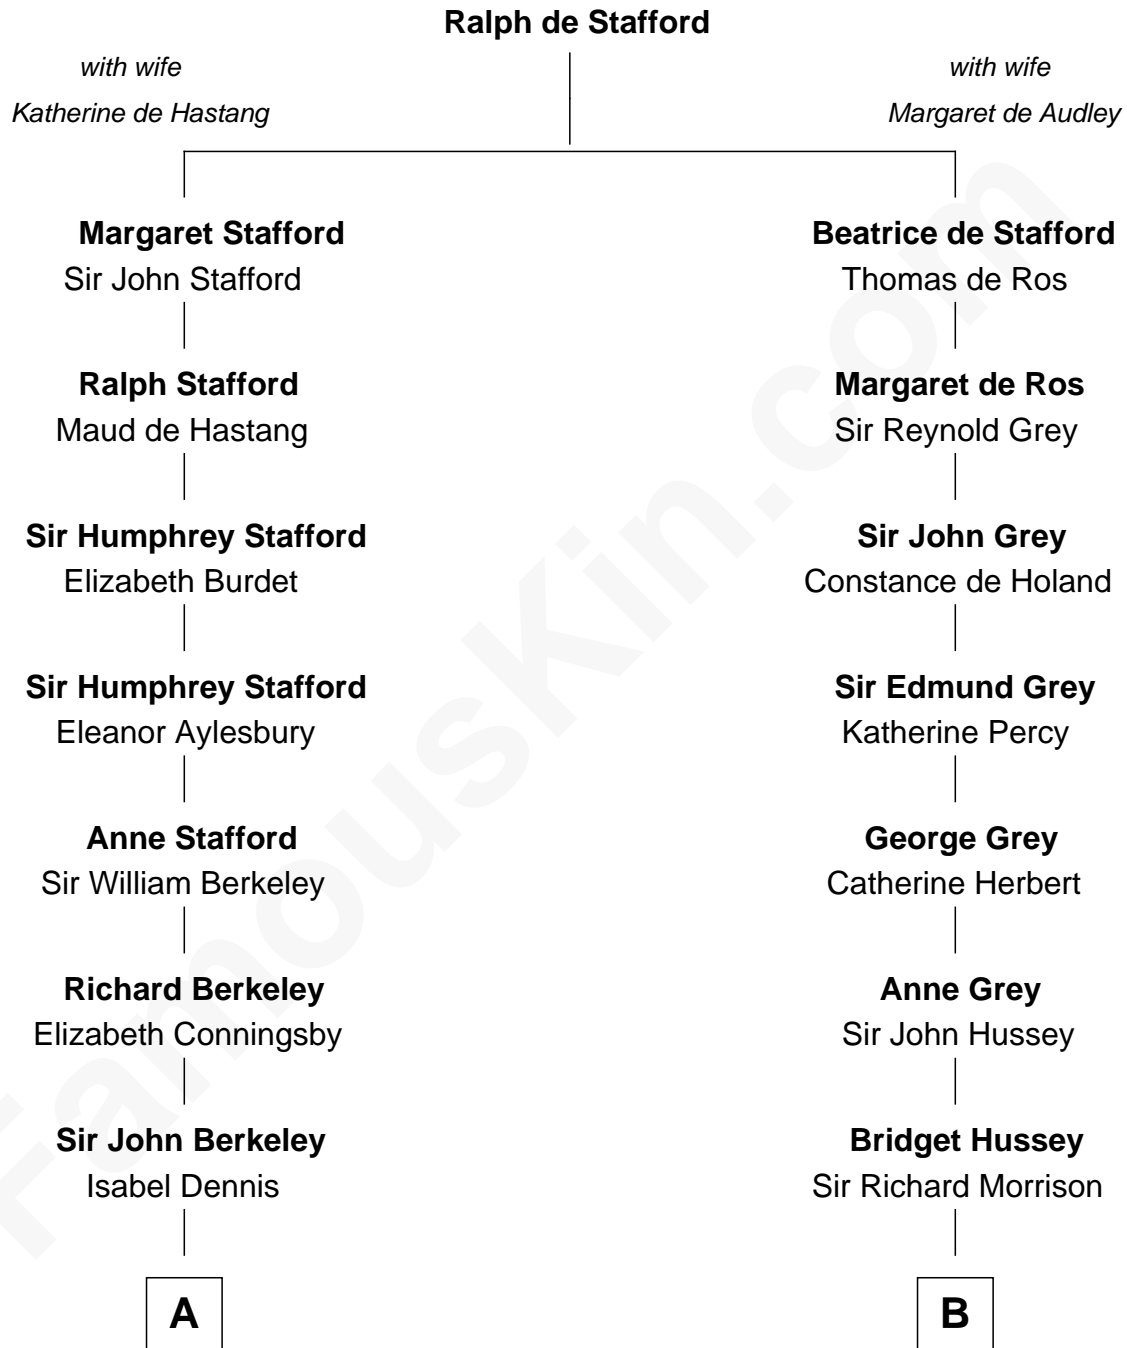 Ralph de Stafford
with wife
Katherine de Hastang
with wife
Margaret de Audley
Margaret Stafford
Sir John Stafford
Beatrice de Stafford
Thomas de Ros
Ralph Stafford
Maud de Hastang
Margaret de Ros
Sir Reynold Grey
Sir Humphrey Stafford
Elizabeth Burdet
Sir John Grey
Constance de Holand
Sir Humphrey Stafford
Eleanor Aylesbury
Sir Edmund Grey
Katherine Percy
Anne Stafford
Sir William Berkeley
George Grey
Catherine Herbert
Richard Berkeley
Elizabeth Conningsby
Anne Grey
Sir John Hussey
Sir John Berkeley
Isabel Dennis
Bridget Hussey
Sir Richard Morrison
A
B
FamousKin.com